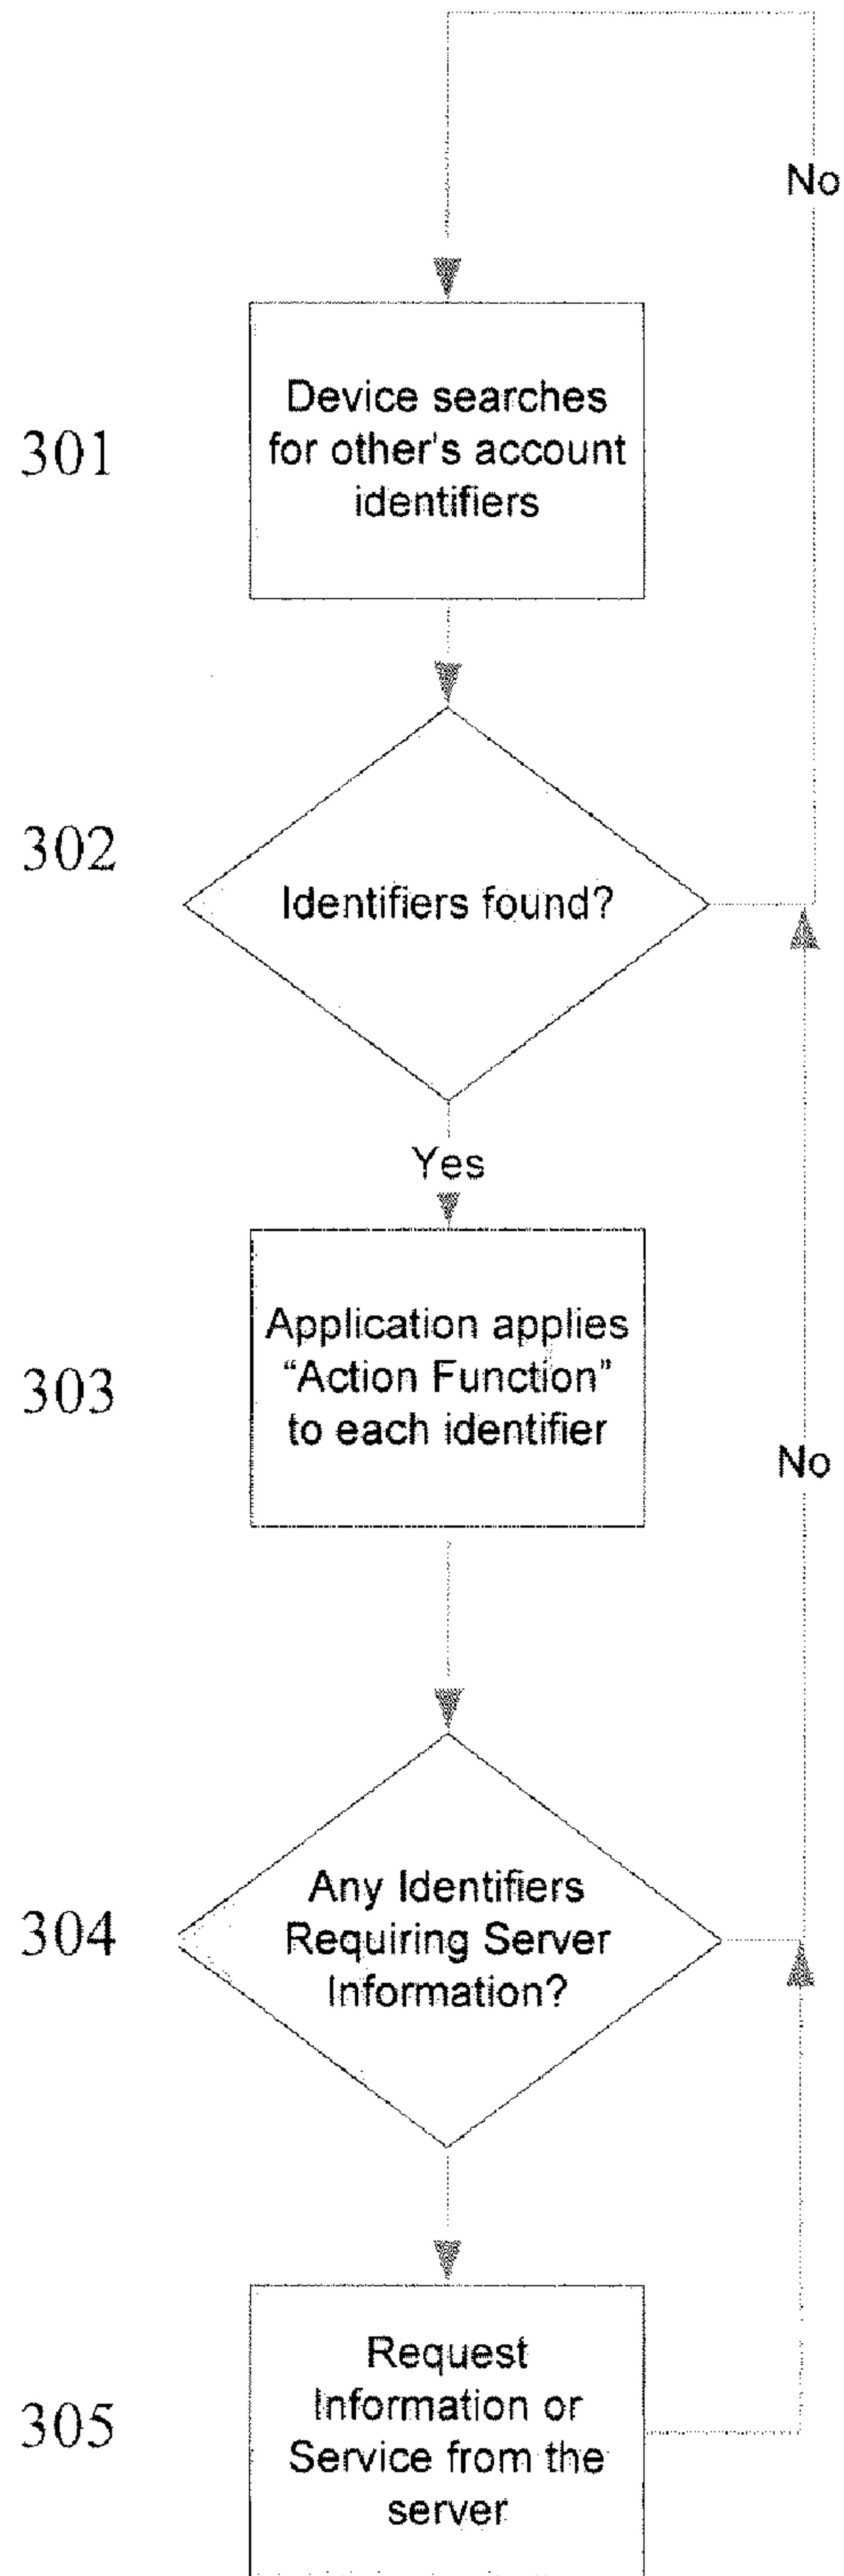 No
301
Device searches
for other's account
identifiers
302
Identifiers found?
Yes
303
Application applies
“Action Function”
to each identifier
No
304
Any Identifiers
Requiring Server
Information?
305
Request
Information or
Service from the
server